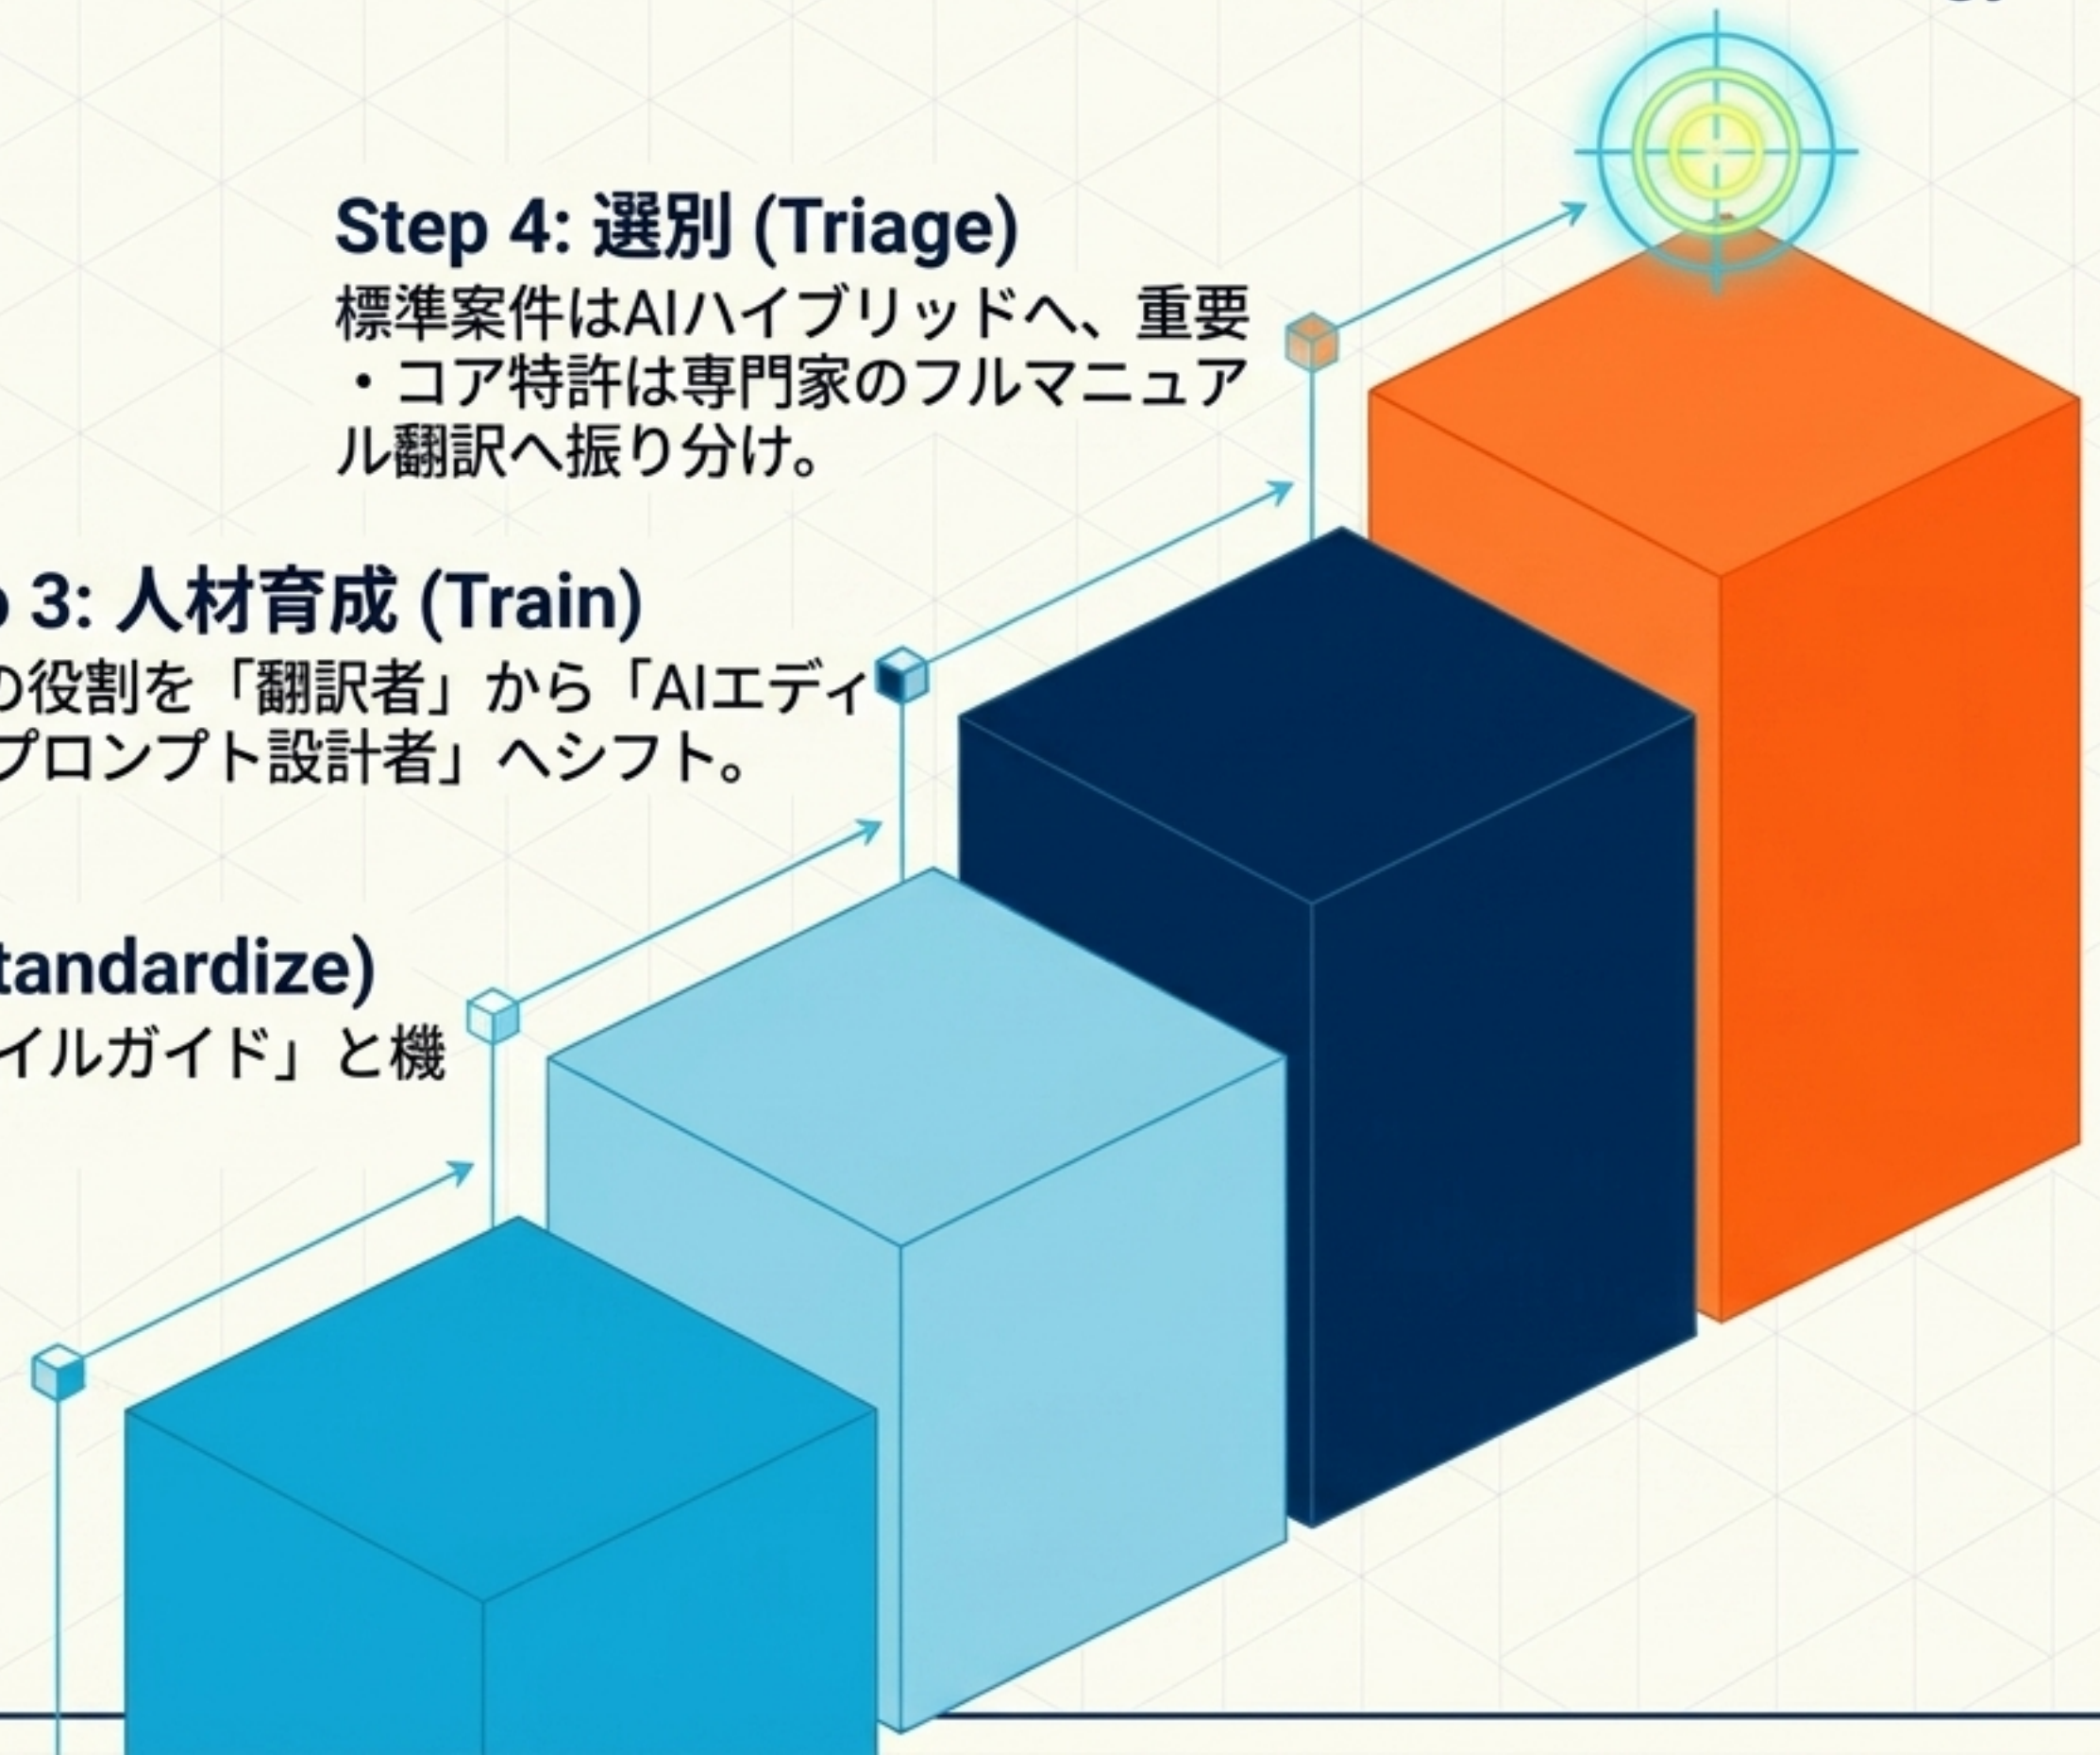 Step 4: 選別 (Triage)
標準案件はAIハイブリッドへ、重要
・コア特許は専門家のフルマニュア
ル翻訳へ振り分け。
3: 人材育成 (Train)
の役割を「翻訳者」から「AIエディ
プロンプト設計者」へシフト。
tandardize)
イルガイド」と機